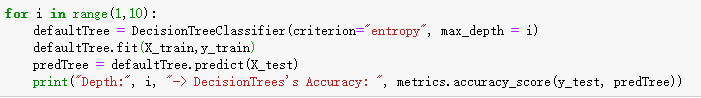 for i in range(1,10):
    defaultTree = DecisionTreeClassifier(criterion="entropy", max_depth = i)
    defaultTree.fit(X_train,y_train)
    predTree = defaultTree.predict(X_test)
    print("Depth:", i, "-> DecisionTrees's Accuracy: ", metrics.accuracy_score(y_test, predTree))